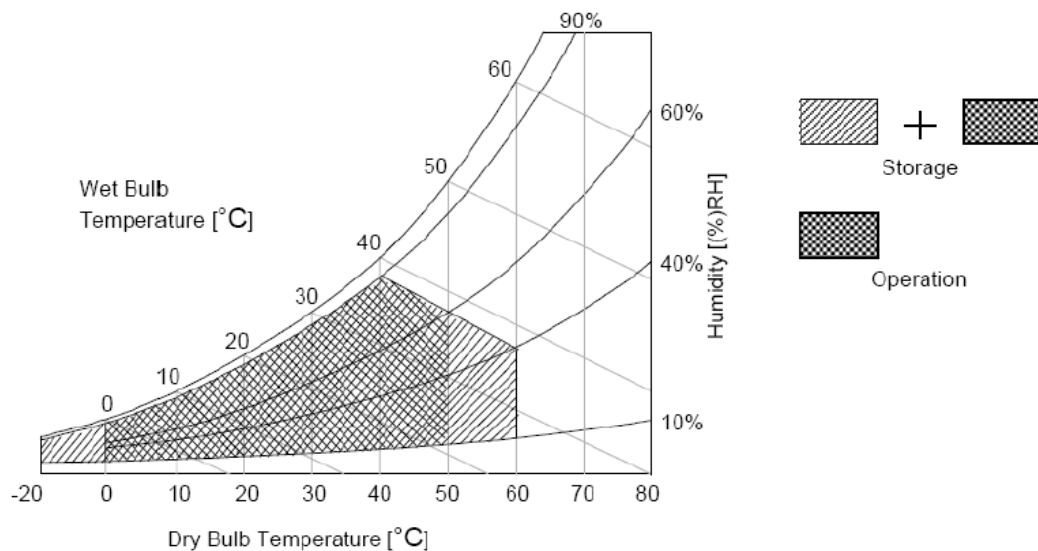 90%
60
60%
50
Storage
Wet Bulb
Temperature [°C]
40
40%
Humidity [(%)RH]
Operation
30
20
10
0
10%
-20 0 10 20 30 40 50 60 70 80
Dry Bulb Temperature [°C]